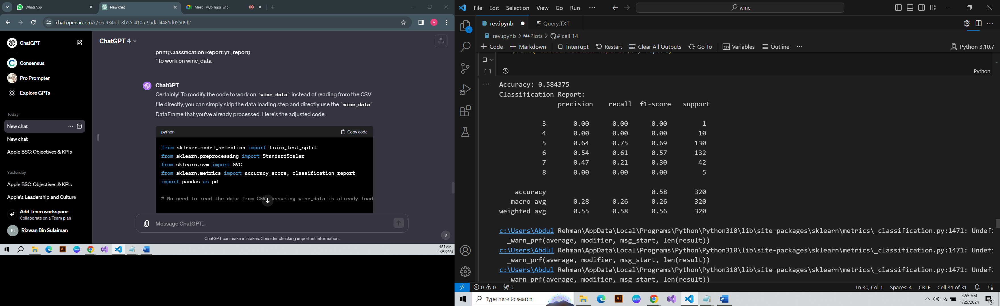 WhatsApp
New chat
Meet - wyb-hggr-wfb
chat.openai.com/c/3ec934dd-8b55-410a-9ada-4481d05509f2
A
ChatGPT
Consensus
Pro Prompter
Explore GPTs
Today
New chat
New chat
Apple BSC: Objectives & KPIs
Yesterday
Apple BSC: Objectives & KPIs
Apple's Leadership and Culture
Add Team workspace
Collaborate on a Team plan
RI
Rizwan Bin Sulaiman
ChatGPT 4
print('Classification Report:\n', report)
" to work on wine_data
ChatGPT
Certainly! To modify the code to work on `wine_data` instead of reading from the CSV
file directly, you can simply skip the data loading step and directly use the `wine_data`
DataFrame that you've already processed. Here's the adjusted code:
python
Copy code
from sklearn.model_selection import train_test_split
from sklearn.preprocessing import StandardScaler
from sklearn.svm import SVC
from sklearn.metrics import accuracy_score, classification_report
import pandas as pd
# No need to read the data from CSV, assuming wine_data is already load
Message ChatGPT...
ChatGPT can make mistakes. Consider checking important information.
?
4:55 AM
1/25/2024
File Edit Selection View Go Run ...
wine
1
rev.ipynb
Query.TXT
rev.ipynb > M↓Plots > # cell 14
+ Code + Markdown Interrupt Restart Clear All Outputs Go To Variables Outline ...
Python 3.10.7
[ ]
Python
Accuracy: 0.584375
Classification Report:
precision recall f1-score support
3 0.00 0.00 0.00 1
4 0.00 0.00 0.00 10
5 0.64 0.75 0.69 130
6 0.54 0.61 0.57 132
7 0.47 0.21 0.30 42
8 0.00 0.00 0.00 5
accuracy 0.58 320
macro avg 0.28 0.26 0.26 320
weighted avg 0.55 0.58 0.56 320
c:\Users\Abdul Rehman\AppData\Local\Programs\Python\Python310\lib\site-packages\sklearn\metrics\_classification.py:1471: Undefi
_warn_prf(average, modifier, msg_start, len(result))
c:\Users\Abdul Rehman\AppData\Local\Programs\Python\Python310\lib\site-packages\sklearn\metrics\_classification.py:1471: Undefi
_warn_prf(average, modifier, msg_start, len(result))
c:\Users\Abdul Rehman\AppData\Local\Programs\Python\Python310\lib\site-packages\sklearn\metrics\_classification.py:1471: Undefi
_warn_prf(average, modifier, msg_start, len(result))
0 0 0
Ln 30, Col 1 Spaces: 4 CRLF Cell 31 of 31
Type here to search
4:55 AM
1/25/2024
3